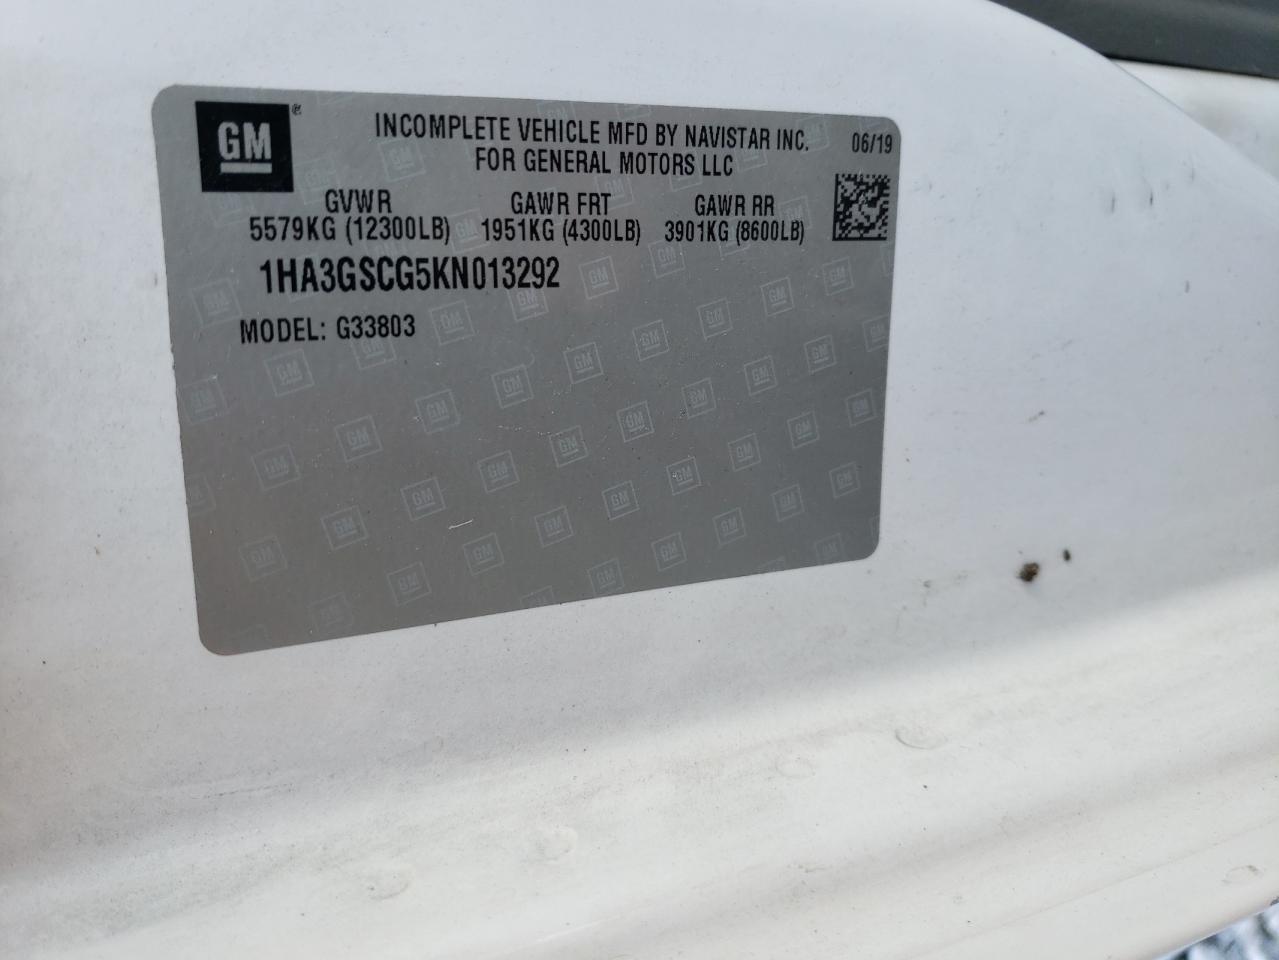 GM®
INCOMPLETE VEHICLE MFD BY NAVISTAR INC. 06/19
FOR GENERAL MOTORS LLC
GVWR GAWR FRT GAWR RR
5579KG (12300LB) 1951KG (4300LB) 3901KG (8600LB)
1HA3GSCG5KN013292
MODEL: G33803